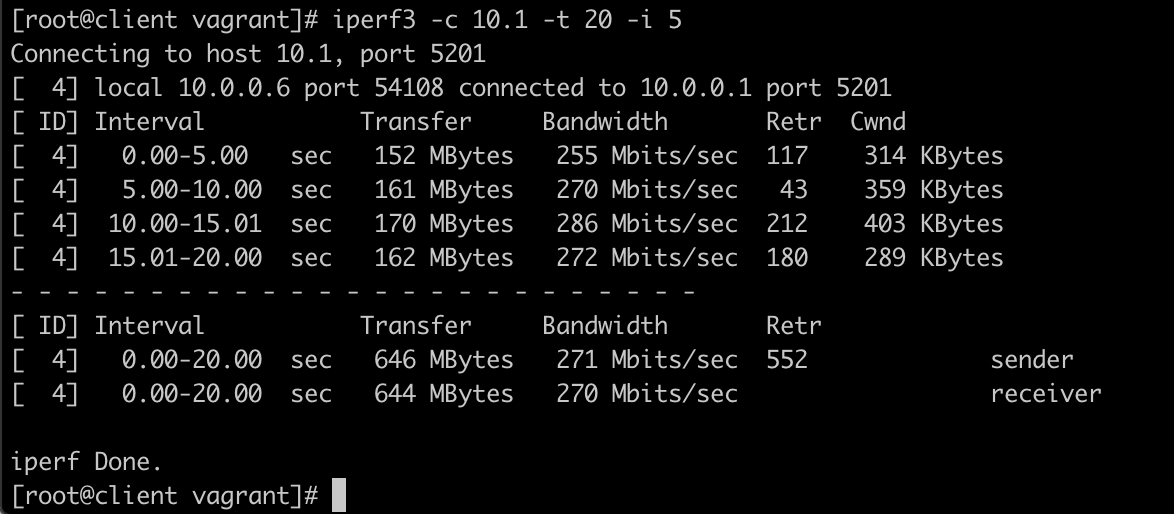 [root@client vagrant]# iperf3 -c 10.1 -t 20 -i 5
Connecting to host 10.1, port 5201
[  4] local 10.0.0.6 port 54108 connected to 10.0.0.1 port 5201
[ ID] Interval           Transfer     Bandwidth       Retr  Cwnd
[  4]   0.00-5.00   sec   152 MBytes   255 Mbits/sec  117    314 KBytes
[  4]   5.00-10.00  sec   161 MBytes   270 Mbits/sec   43    359 KBytes
[  4]  10.00-15.01  sec   170 MBytes   286 Mbits/sec  212    403 KBytes
[  4]  15.01-20.00  sec   162 MBytes   272 Mbits/sec  180    289 KBytes
- - - - - - - - - - - - - - - - - - - - - - - - -
[ ID] Interval           Transfer     Bandwidth       Retr
[  4]   0.00-20.00  sec   646 MBytes   271 Mbits/sec  552             sender
[  4]   0.00-20.00  sec   644 MBytes   270 Mbits/sec                  receiver

iperf Done.
[root@client vagrant]#